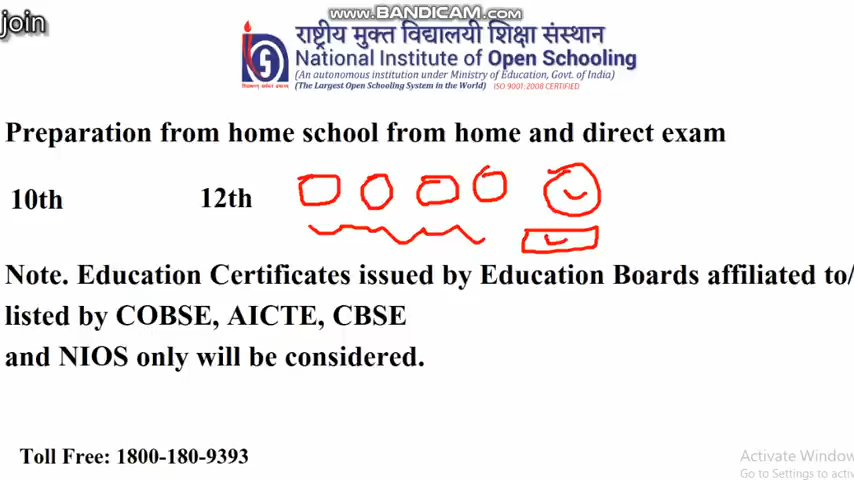 www.BANDICAM.com
join
राष्ट्रीय मुक्त विद्यालयी शिक्षा संस्थान
National Institute of Open Schooling
(An autonomous institution under Ministry of Education, Govt. of India)
(The Largest Open Schooling System in the World) ISO 9001:2008 CERTIFIED
Preparation from home school from home and direct exam
10th 12th
Note. Education Certificates issued by Education Boards affiliated to/
listed by COBSE, AICTE, CBSE
and NIOS only will be considered.
Toll Free: 1800-180-9393
Activate Window
Go to Settings to activ